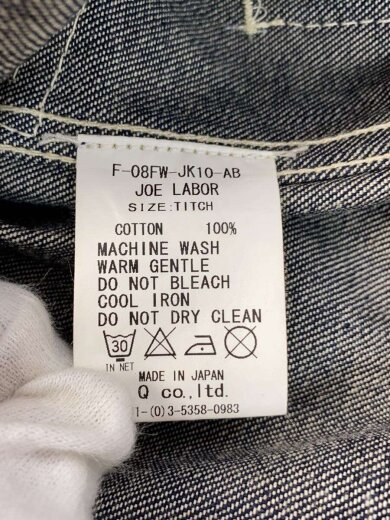 F-08FW-JK10-AB
JOE LABOR
SIZE:TITCH
COTTON 100%
MACHINE WASH
WARM GENTLE
DO NOT BLEACH
COOL IRON
DO NOT DRY CLEAN
30
IN NET
MADE IN JAPAN
Q co.,ltd.
1-(0)3-5358-0983